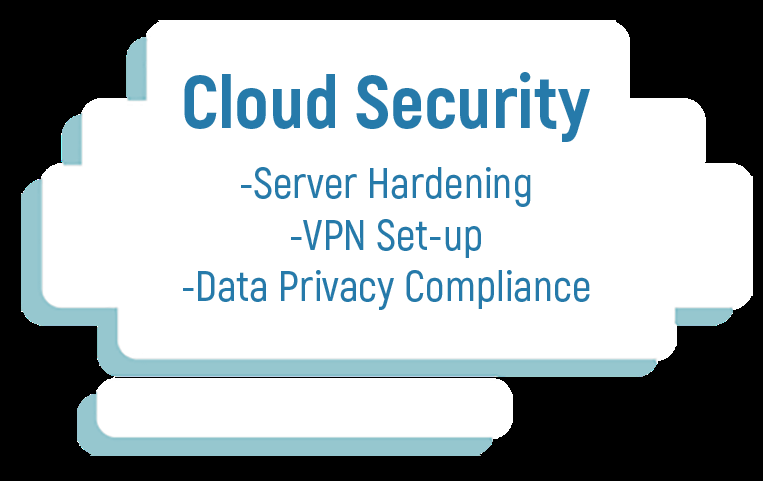 Cloud Security
-Server Hardening
-VPN Set-up
-Data Privacy Compliance